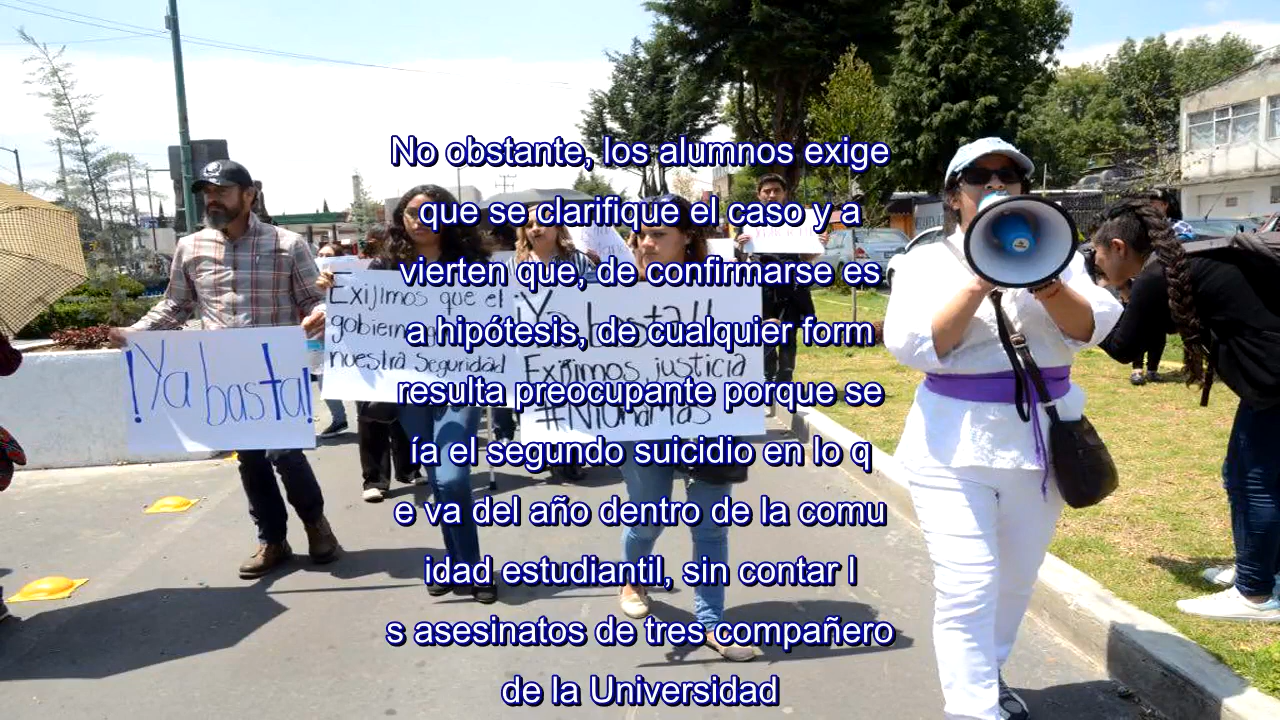 No obstante, los alumnos exige
que se clarifique el caso y a
vierten que, de confirmarse es
a hipótesis, de cualquier form
resulta preocupante porque se
ía el segundo suicidio en lo q
e va del año dentro de la comu
idad estudiantil, sin contar l
s asesinatos de tres compañero
de la Universidad
¡Ya basta!
Exijimos que el
gobierno
nuestra seguridad
¡Ya basta!!
Exijimos justicia
#NiUnaMas